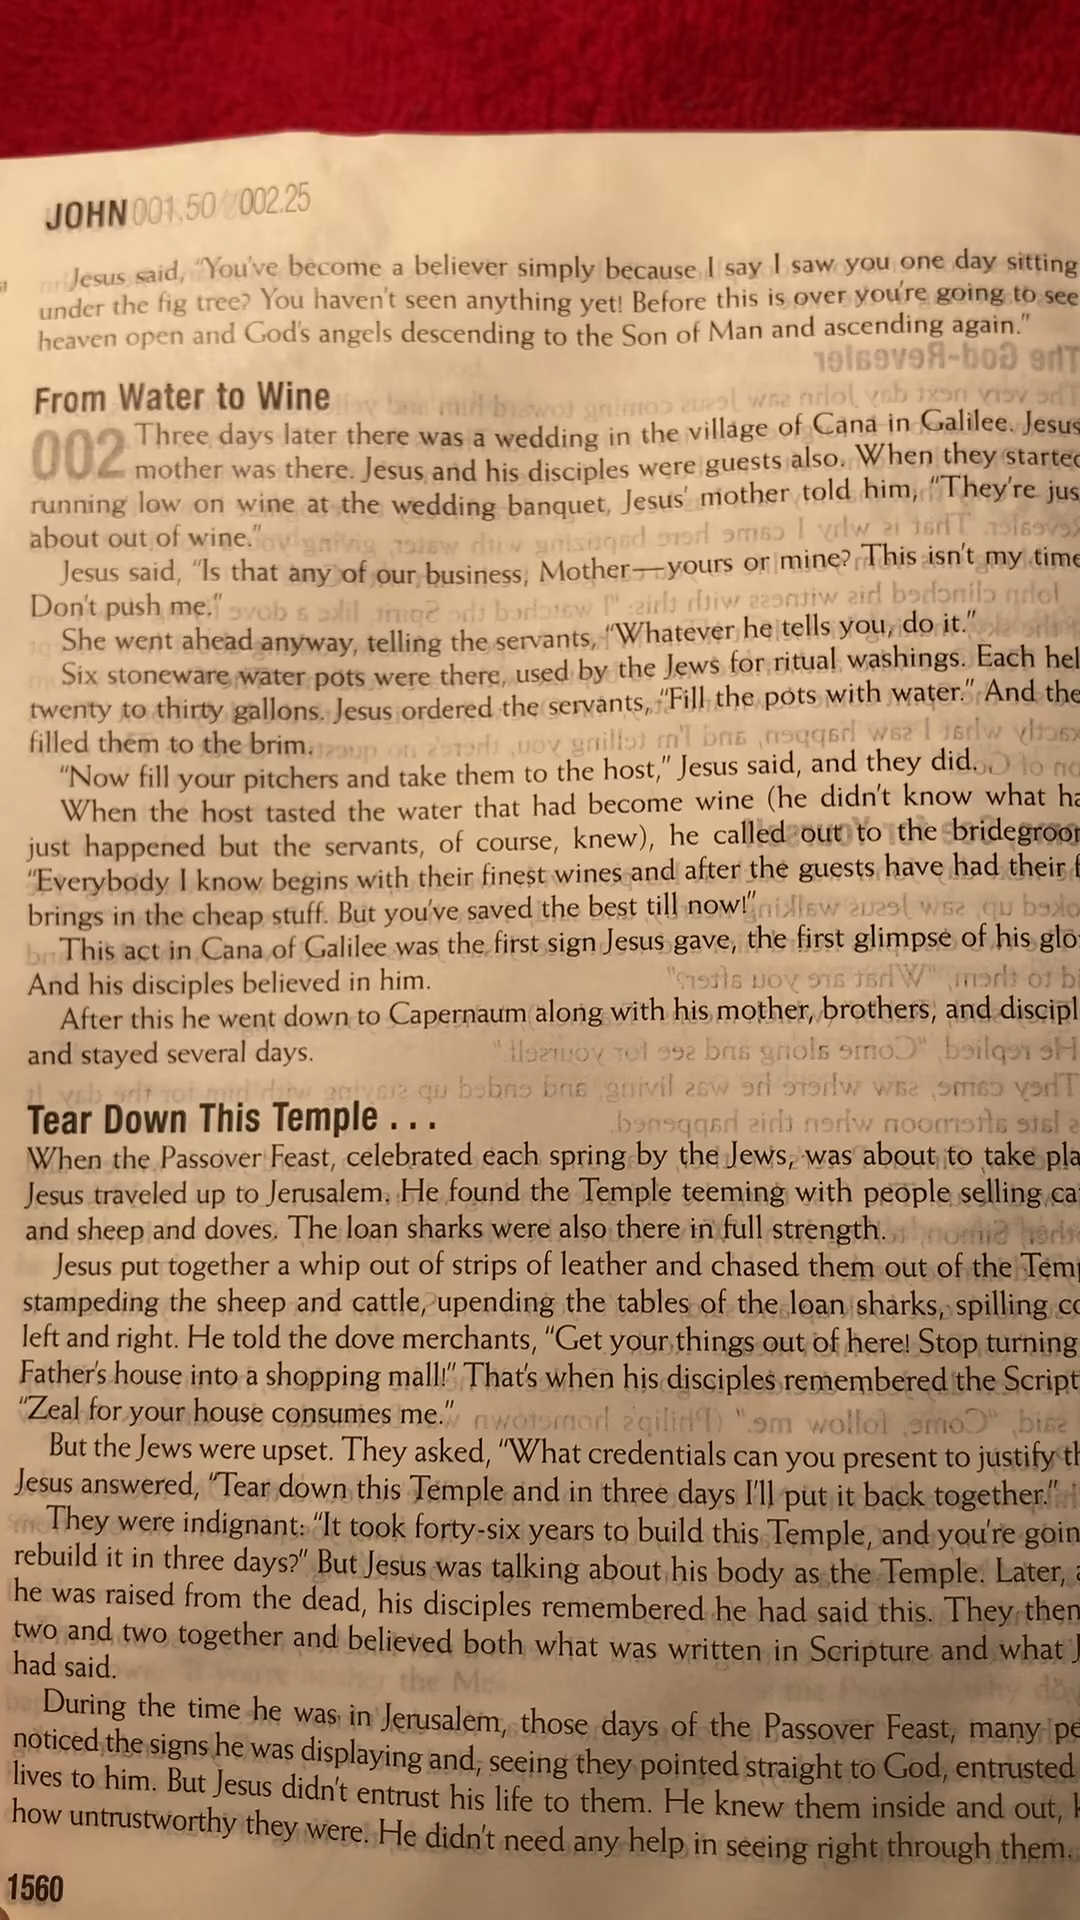 JOHN 001.50 / 002.25
Jesus said, “You’ve become a believer simply because I say I saw you one day sitting
under the fig tree? You haven’t seen anything yet! Before this is over you’re going to see
heaven open and God’s angels descending to the Son of Man and ascending again.”
From Water to Wine
002 Three days later there was a wedding in the village of Cana in Galilee. Jesus
mother was there. Jesus and his disciples were guests also. When they started
running low on wine at the wedding banquet, Jesus’ mother told him, “They’re jus
about out of wine.”
Jesus said, “Is that any of our business, Mother—yours or mine? This isn’t my time
Don’t push me.”
She went ahead anyway, telling the servants, “Whatever he tells you, do it.”
Six stoneware water pots were there, used by the Jews for ritual washings. Each hel
twenty to thirty gallons. Jesus ordered the servants, “Fill the pots with water.” And the
filled them to the brim.
“Now fill your pitchers and take them to the host,” Jesus said, and they did.
When the host tasted the water that had become wine (he didn’t know what ha
just happened but the servants, of course, knew), he called out to the bridegroo
“Everybody I know begins with their finest wines and after the guests have had their f
brings in the cheap stuff. But you’ve saved the best till now!”
This act in Cana of Galilee was the first sign Jesus gave, the first glimpse of his glo
And his disciples believed in him.
After this he went down to Capernaum along with his mother, brothers, and discipl
and stayed several days.
Tear Down This Temple . . .
When the Passover Feast, celebrated each spring by the Jews, was about to take pla
Jesus traveled up to Jerusalem. He found the Temple teeming with people selling ca
and sheep and doves. The loan sharks were also there in full strength.
Jesus put together a whip out of strips of leather and chased them out of the Temp
stampeding the sheep and cattle, upending the tables of the loan sharks, spilling co
left and right. He told the dove merchants, “Get your things out of here! Stop turning
Father’s house into a shopping mall!” That’s when his disciples remembered the Script
“Zeal for your house consumes me.”
But the Jews were upset. They asked, “What credentials can you present to justify th
Jesus answered, “Tear down this Temple and in three days I’ll put it back together.”
They were indignant: “It took forty-six years to build this Temple, and you’re goin
rebuild it in three days?” But Jesus was talking about his body as the Temple. Later,
he was raised from the dead, his disciples remembered he had said this. They then
two and two together and believed both what was written in Scripture and what J
had said.
During the time he was in Jerusalem, those days of the Passover Feast, many pe
noticed the signs he was displaying and, seeing they pointed straight to God, entrusted
lives to him. But Jesus didn’t entrust his life to them. He knew them inside and out,
how untrustworthy they were. He didn’t need any help in seeing right through them.
1560